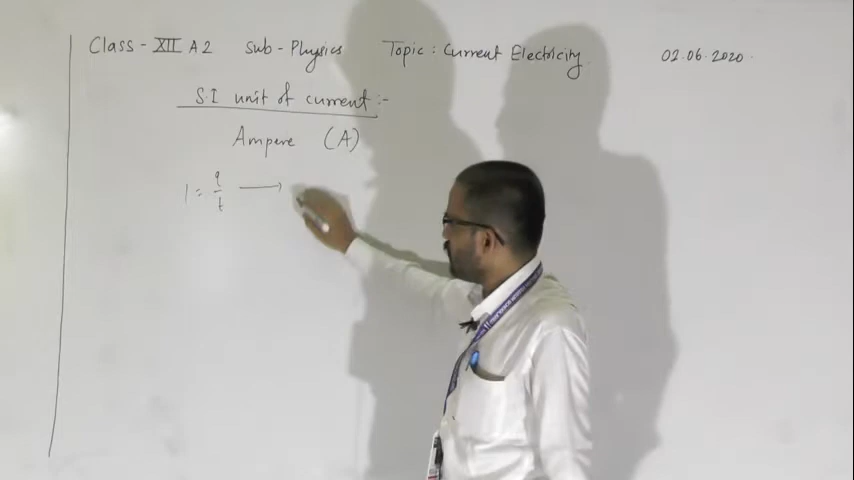 Class - XII A2 Sub - Physics Topic : Current Electricity 02.06.2020.
S.I unit of current :-
Ampere (A)
I = q/t →